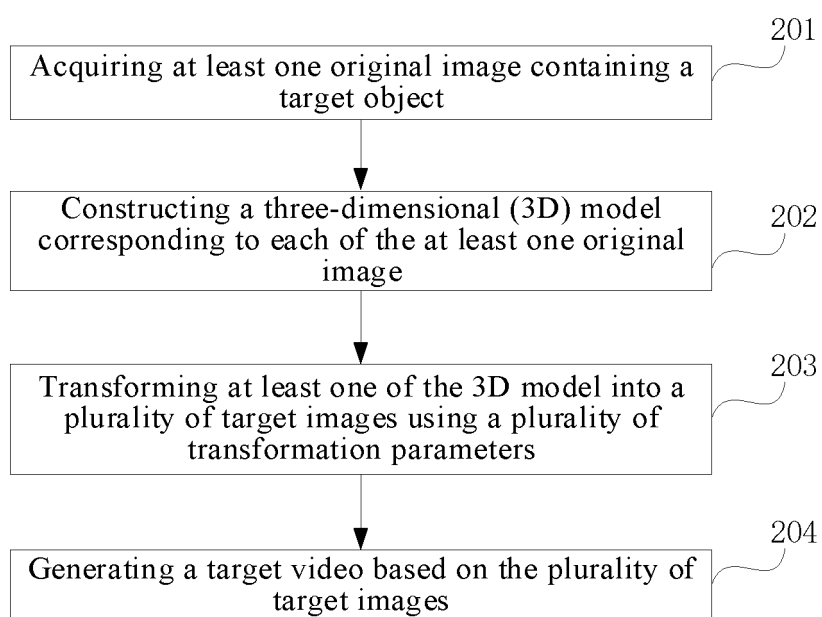 201
Acquiring at least one original image containing a
target object
Constructing a three-dimensional (3D) model
corresponding to each of the at least one original
image
202
Transforming at least one of the 3D model into a
plurality of target images using a plurality of
transformation parameters
203
Generating a target video based on the plurality of
target images
204